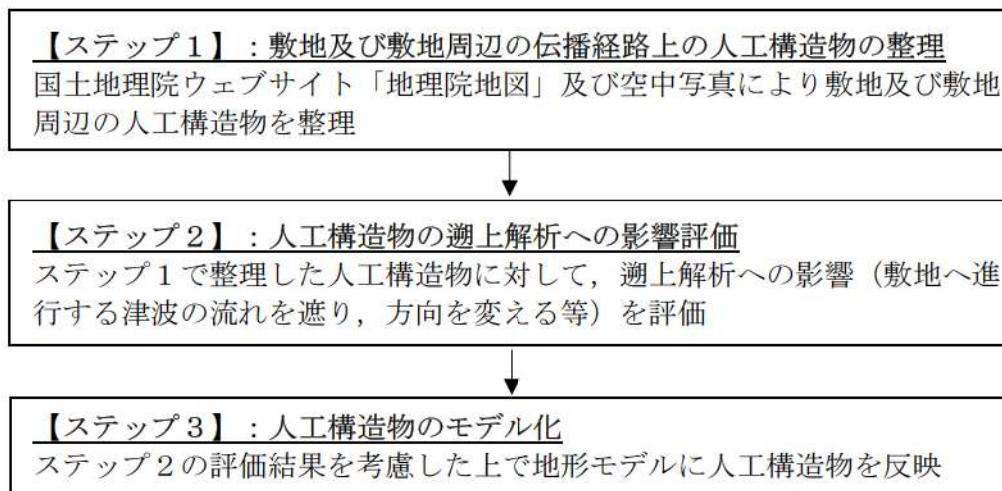 【ステップ１】：敷地及び敷地周辺の伝播経路上の人工構造物の整理
国土地理院ウェブサイト「地理院地図」及び空中写真により敷地及び敷地
周辺の人工構造物を整理
【ステップ２】：人工構造物の遡上解析への影響評価
ステップ１で整理した人工構造物に対して，遡上解析への影響（敷地へ進
行する津波の流れを遮り，方向を変える等）を評価
【ステップ３】：人工構造物のモデル化
ステップ２の評価結果を考慮した上で地形モデルに人工構造物を反映